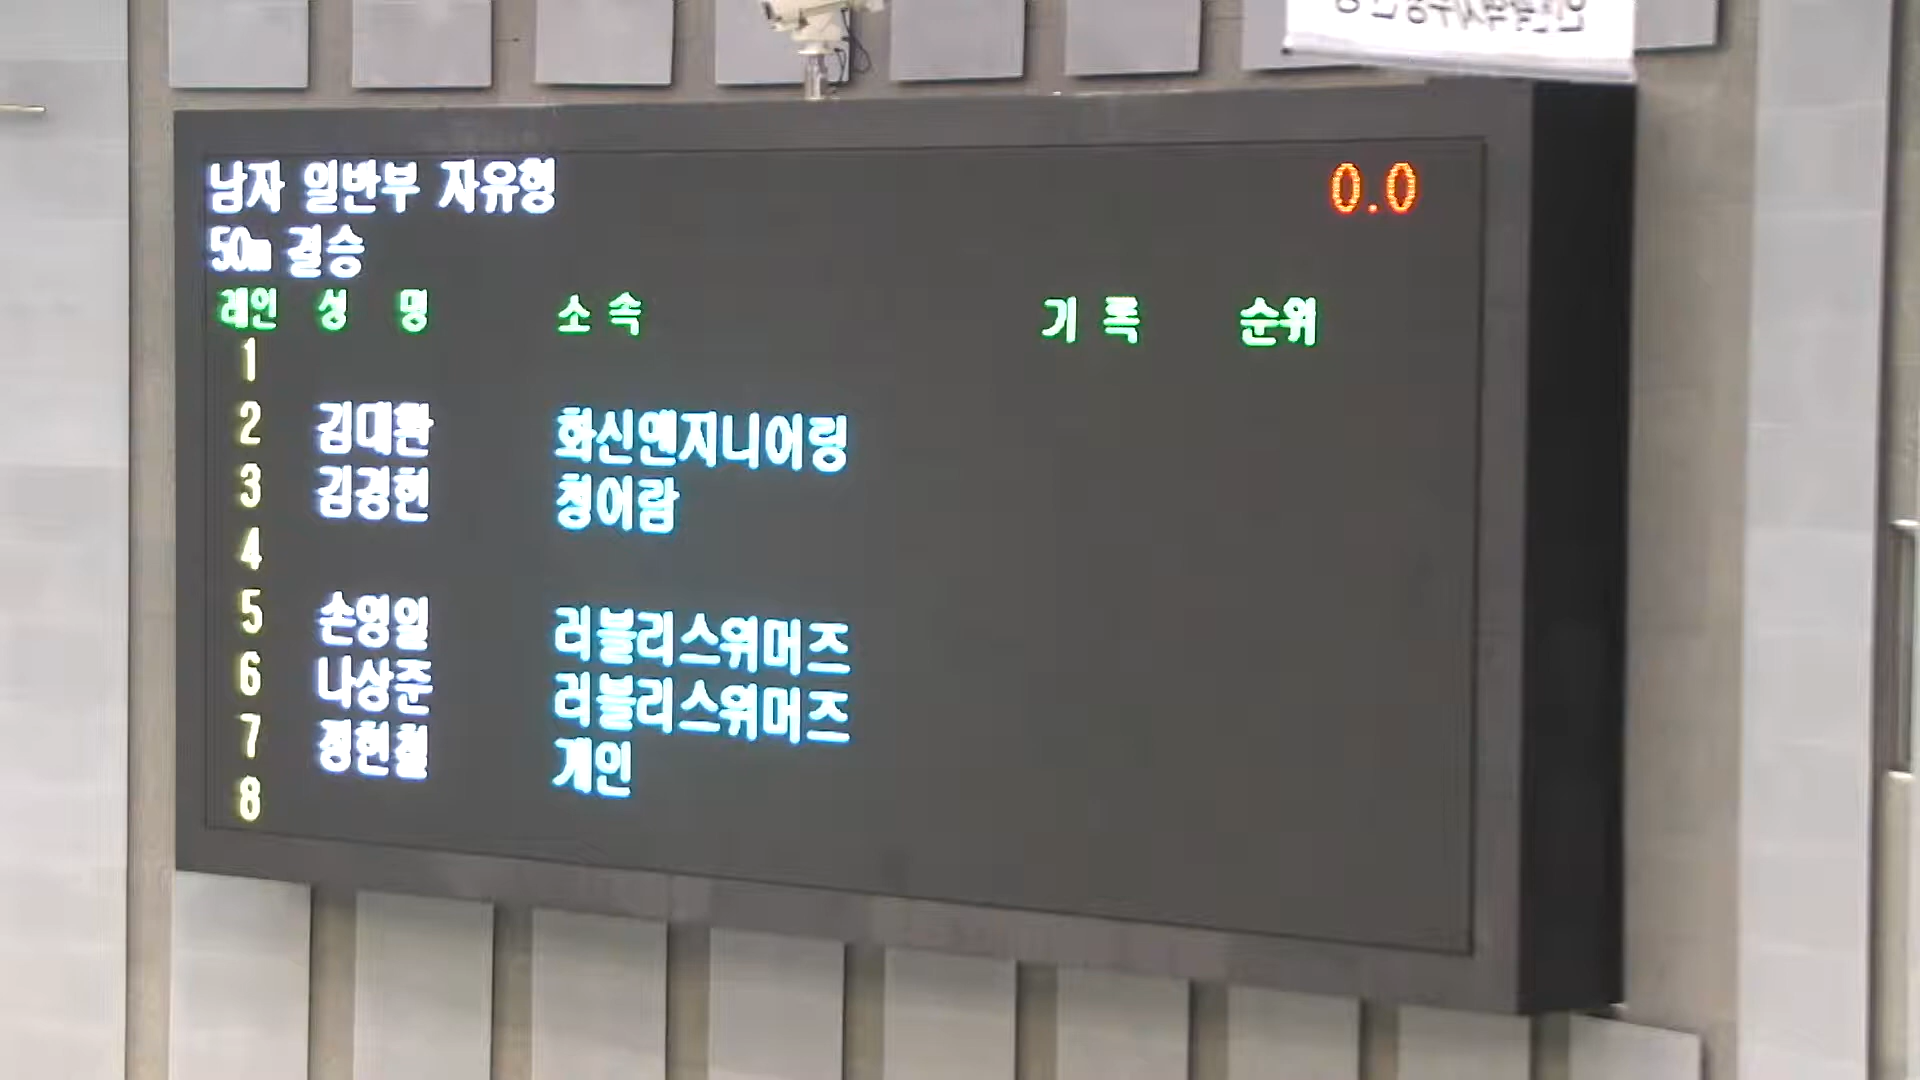 남자 일반부 자유형 0.0
50m 결승
레인 성 명 소 속 기 록 순위
1
2 김대환 화신엔지니어링
3 김경헌 청어람
4
5 손영일 러블리스위머즈
6 나상준 러블리스위머즈
7 정현철 개인
8